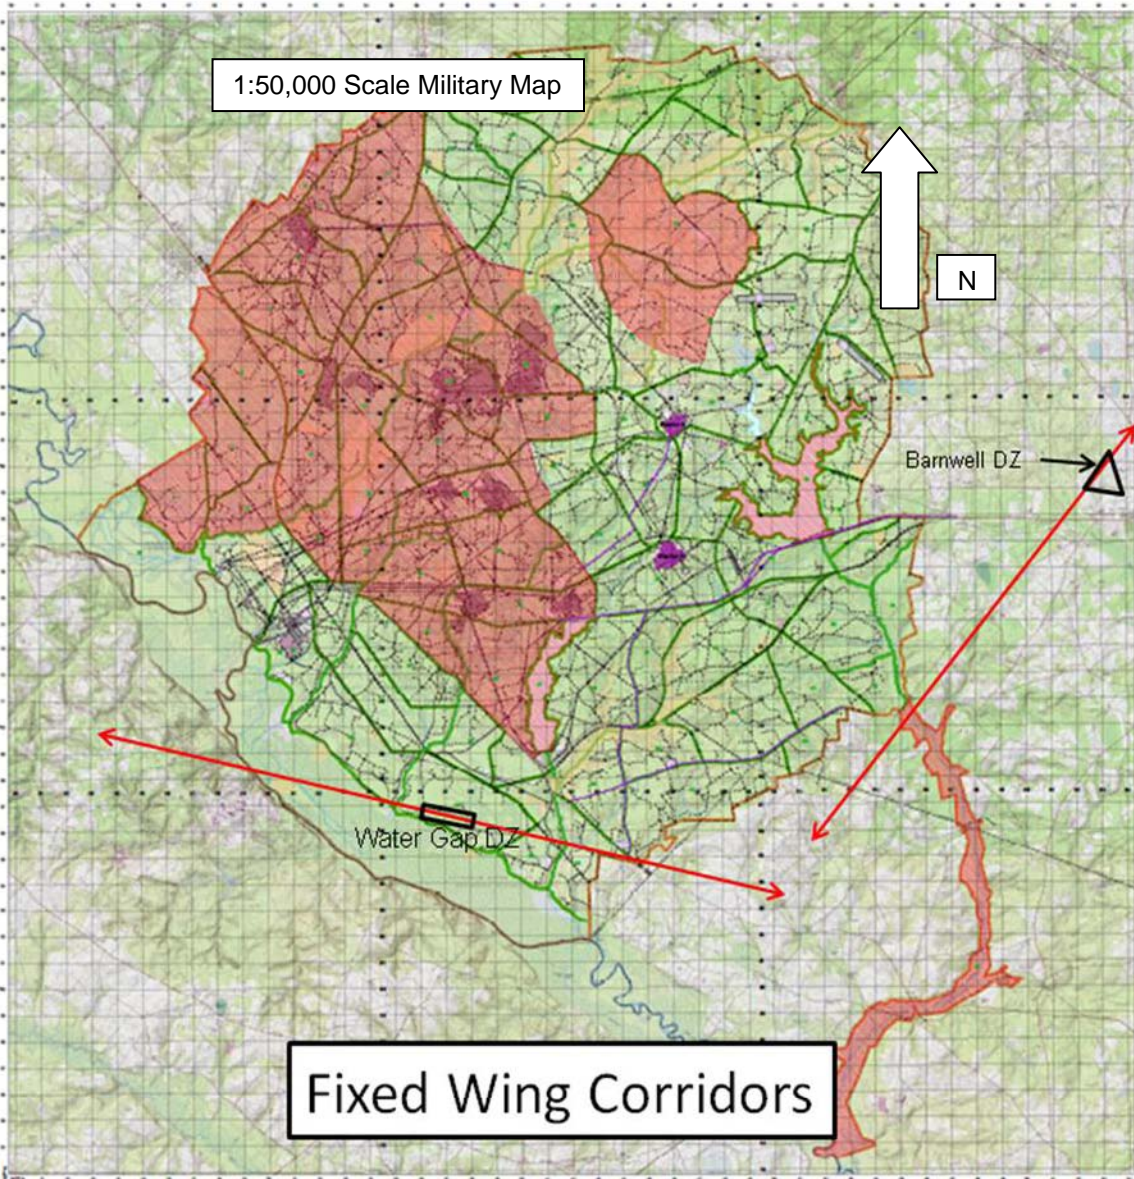 1:50,000 Scale Military Map
N
Barnwell DZ
Water Gap DZ
Fixed Wing Corridors